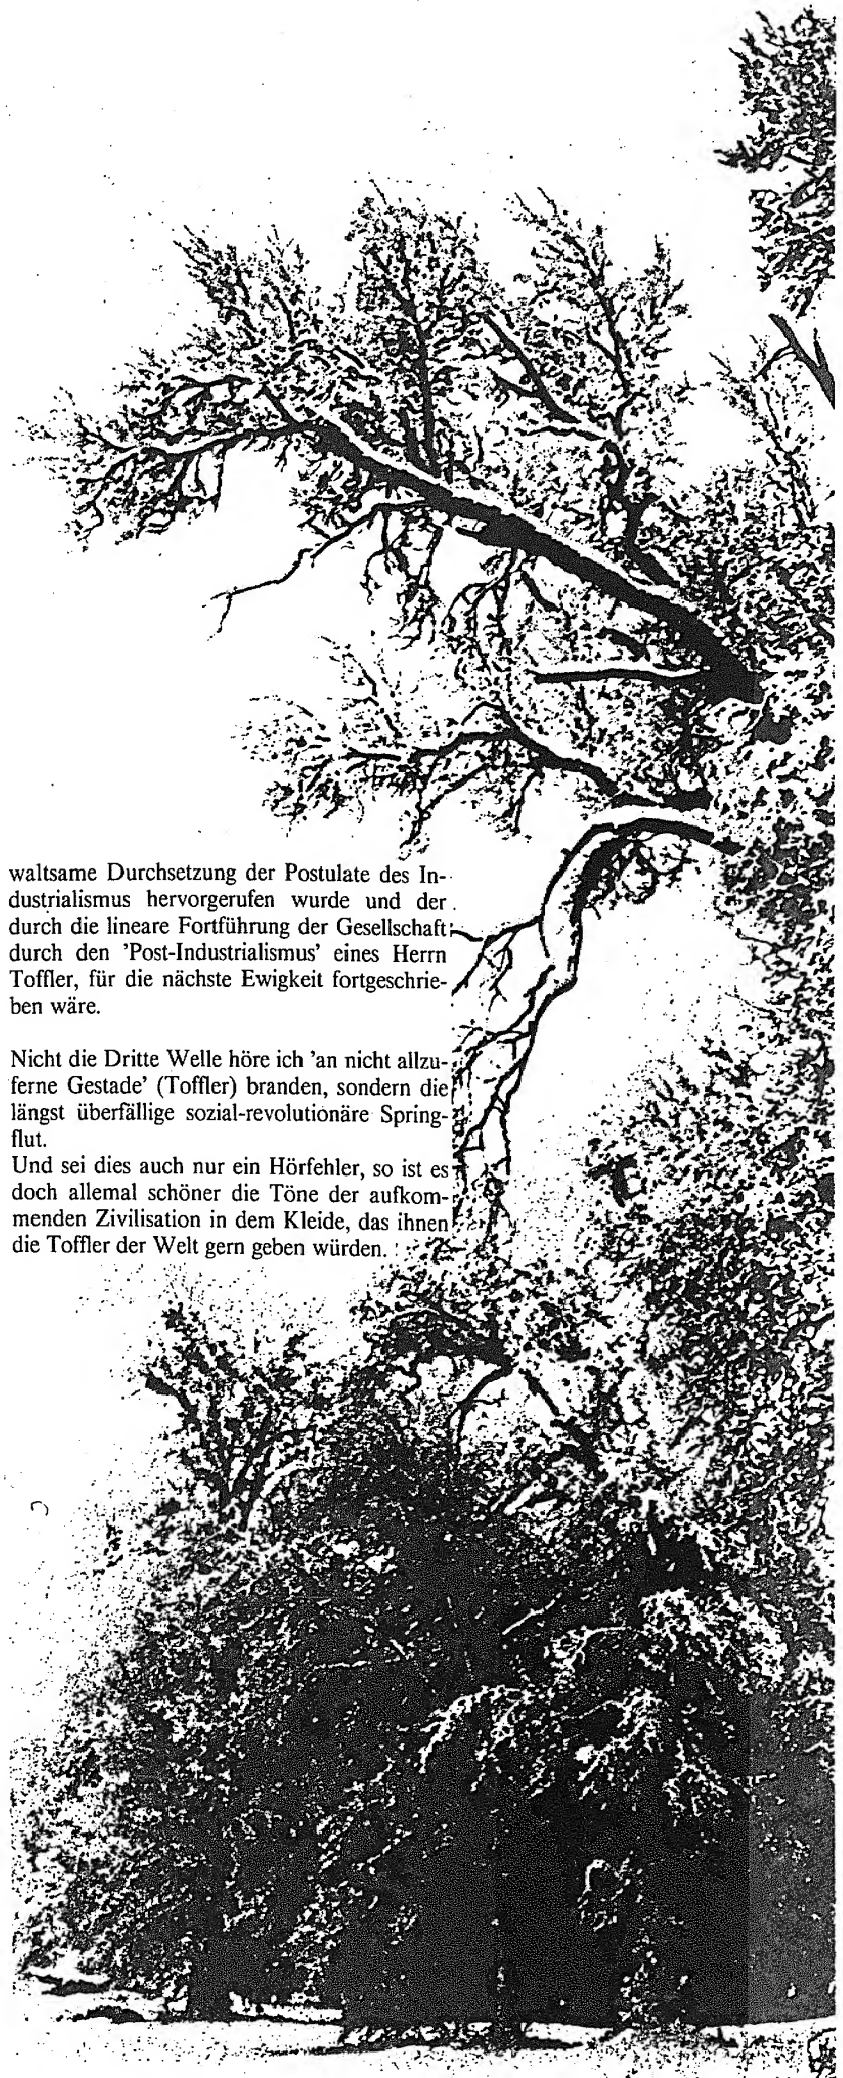 waltsame Durchsetzung der Postulate des In-
dustrialismus hervorgerufen wurde und der
durch die lineare Fortführung der Gesellschaft
durch den 'Post-Industrialismus' eines Herrn
Toffler, für die nächste Ewigkeit fortgeschrie-
ben wäre.

Nicht die Dritte Welle höre ich 'an nicht allzu-
ferne Gestade' (Toffler) branden, sondern die
längst überfällige sozial-revolutionäre Spring-
flut.
Und sei dies auch nur ein Hörfehler, so ist es
doch allemal schöner die Töne der aufkom-
menden Zivilisation in dem Kleide, das ihnen
die Toffler der Welt gern geben würden.